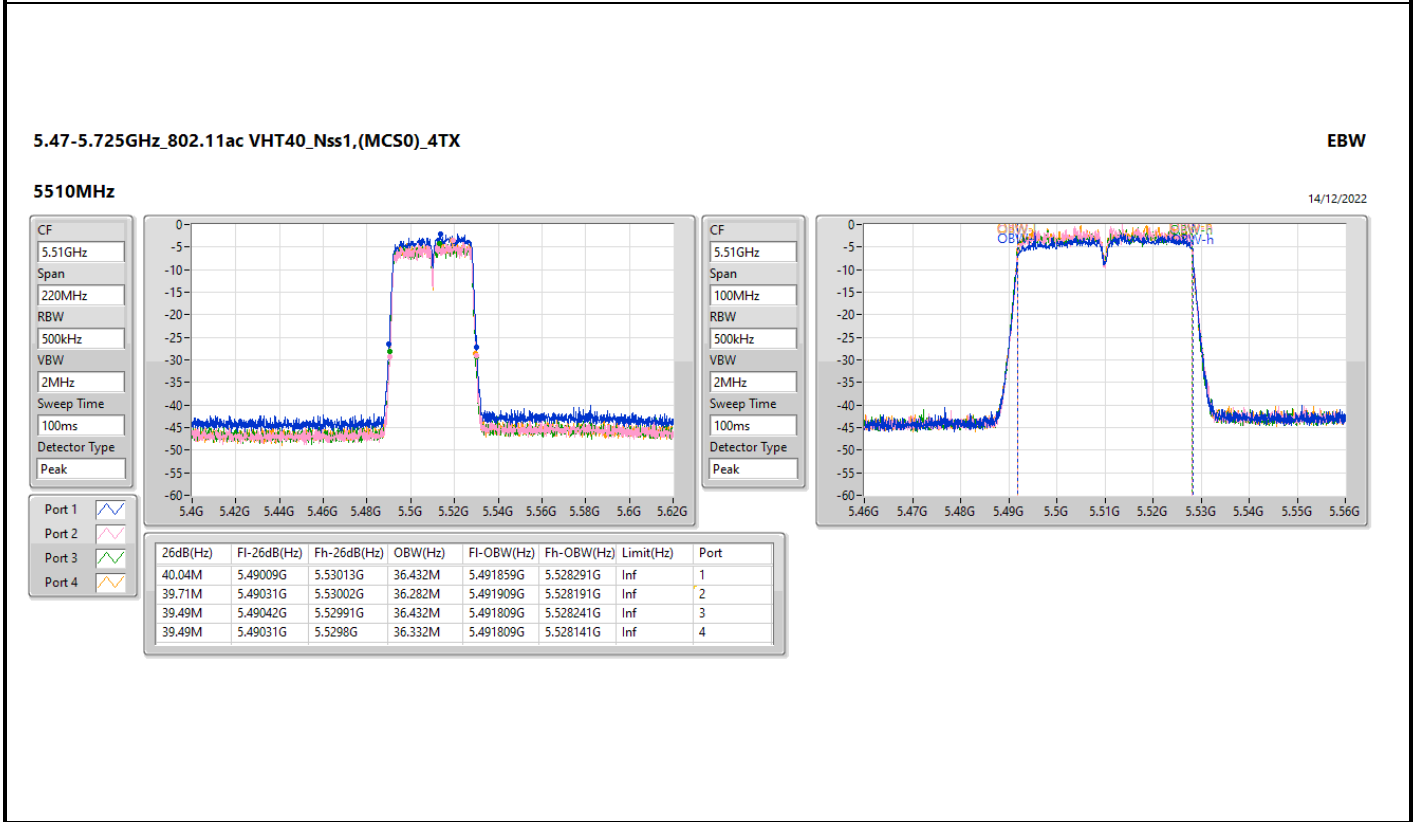 5.47-5.725GHz_802.11ac VHT40_Nss1,(MCS0)_4TX
EBW
5510MHz
14/12/2022
CF
5.51GHz
Span
220MHz
RBW
500kHz
VBW
2MHz
Sweep Time
100ms
Detector Type
Peak
0
-5
-10
-15
-20
-25
-30
-35
-40
-45
-50
-55
-60
5.4G 5.42G 5.44G 5.46G 5.48G 5.5G 5.52G 5.54G 5.56G 5.58G 5.6G 5.62G
CF
5.51GHz
Span
100MHz
RBW
500kHz
VBW
2MHz
Sweep Time
100ms
Detector Type
Peak
0
-5
-10
-15
-20
-25
-30
-35
-40
-45
-50
-55
-60
5.46G 5.47G 5.48G 5.49G 5.5G 5.51G 5.52G 5.53G 5.54G 5.55G 5.56G
Port 1
Port 2
Port 3
Port 4
26dB(Hz) Fl-26dB(Hz) Fh-26dB(Hz) OBW(Hz) Fl-OBW(Hz) Fh-OBW(Hz) Limit(Hz) Port
40.04M 5.49009G 5.53013G 36.432M 5.491859G 5.528291G Inf 1
39.71M 5.49031G 5.53002G 36.282M 5.491909G 5.528191G Inf 2
39.49M 5.49042G 5.52991G 36.432M 5.491809G 5.528241G Inf 3
39.49M 5.49031G 5.5298G 36.332M 5.491809G 5.528141G Inf 4